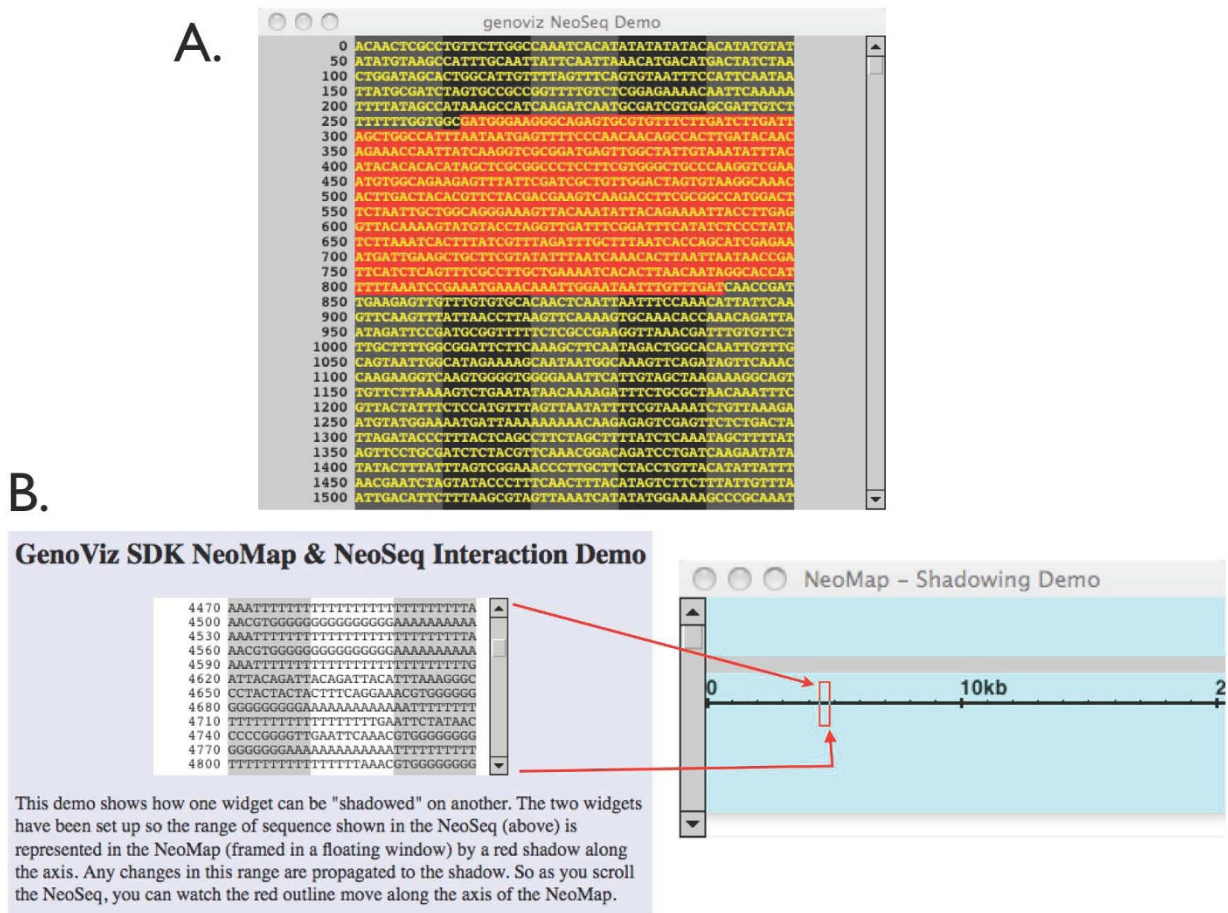 A.
genoviz NeoSeq Demo
0 ACAACTCGCCTGTTCTTGGCCAAATCACATATATATATACACATATGTAT
50 ATATGTAAGCCATTTGCAATTATTCAATTAAACATGACATGACTATCTAA
100 CTGGATAGCACTGGCATTGTTTTAGTTTCAGTGTAATTTCCATTCAATAA
150 TTATGCGATCTAGTGCCGCCGGTTTTGTCTCGGAGAAAACAATTCAAAAA
200 TTTTATAGCCATAAAGCCATCAAGATCAATGCGATCGTGAGCGATTGTCT
250 TTTTTTGGTGGCGATGGGAAGGGCAGAGTGCGTGTTTCTTGATCTTGATT
300 AGCTGGCCATTTAATAATGAGTTTTCCCAACAACAGCCACTTGATACAAC
350 AGAAACCAATTATCAAGGTCGCGGATGAGTTGGCTATTGTAAATATTTAC
400 ATACACACACATAGCTCGCGGCCCTCCTTCGTGGGCTGCCCAAGGTCGAA
450 ATGTGGCAGAAGAGTTTATTCGATCGCTGTTGGACTAGTGTAAGGCAAAC
500 ACTTGACTACACGTTCTACGACGAAGTCAAGACCTTCGCGGCCATGGACT
550 TCTAATTGCTGGCAGGGAAAGTTACAAATATTACAGAAAATTACCTTGAG
600 GTTACAAAAGTATGTACCTAGGTTGATTTCGGATTTCATATCTCCCTATA
650 TCTTAAATCACTTTATCGTTTAGATTTGCTTTAATCACCAGCATCGAGAA
700 ATGATTGAAGCTGCTTCGTATATTTAATCAAACACTTAATTAATAACCGA
750 TTCATCTCAGTTTCGCCTTGCTGAAAATCACACTTAACAATAGGCACCAT
800 TTTTAAATCCGAAATGAAACAAATTGGAATAATTTGTTTGATCAACCGAT
850 TGAAGAGTTGTTTGTGTGCACAACTCAATTAATTTCCAAACATTATTCAA
900 GTTCAAGTTTATTAACCTTAAGTTCAAAAGTGCAAACACCAAACAGATTA
950 ATAGATTCCGATGCGGTTTTTCTCGCCGAAGGTTAAACGATTTGTGTTCT
1000 TTGCTTTTGGCGGATTCTTCAAAGCTTCAATAGACTGGCACAATTGTTTG
1050 CAGTAATTGGCATAGAAAAGCAATAATGGCAAAGTTCAGATAGTTCAAAC
1100 CAAGAAGGTCAAGTGGGGTGGGGAAATTCATTGTAGCTAAGAAAGGCAGT
1150 TGTTCTTAAAAGTCTGAATATAACAAAAGATTTCTGCGCTAACAAATTTC
1200 GTTACTATTTCTCCATGTTTAGTTAATATTTTCGTAAAATCTGTTAAAGA
1250 ATGTATGGAAAATGATTAAAAAAAAACAAGAGAGTCGAGTTCTCTGACTA
1300 TTAGATACCCTTTACTCAGCCTTCTAGCTTTTATCTCAAATAGCTTTTAT
1350 AGTTCCTGCGATCTCTACGTTCAAACGGACAGATCCTGATCAAGAATATA
1400 TATACTTTATTTAGTCGGAAACCCTTGCTTCTACCTGTTACATATTATTT
1450 AACGAATCTAGTATACCCTTTCAACTTTACATAGTCTTCTTTATTGTTTA
1500 ATTGACATTCTTTAAGCGTAGTTAAATCATATATGGAAAAGCCCGCAAAT
B.
GenoViz SDK NeoMap & NeoSeq Interaction Demo
4470 AAATTTTTTTTTTTTTTTTTTTTTTTTTTA
4500 AACGTGGGGGGGGGGGGGGGAAAAAAAAAA
4530 AAATTTTTTTTTTTTTTTTTTTTTTTTTTA
4560 AACGTGGGGGGGGGGGGGGGAAAAAAAAAA
4590 AAATTTTTTTTTTTTTTTTTTTTTTTTTTG
4620 ATTACAGATTACAGATTACATTTAAAGGGC
4650 CCTACTACTACTTTCAGGAAACGTGGGGGG
4680 GGGGGGGGGAAAAAAAAAAAAATTTTTTTT
4710 TTTTTTTTTTTTTTTTTTGAATTCTATAAC
4740 CCCCGGGGTTGAATTCAAACGTGGGGGGGG
4770 GGGGGGGAAAAAAAAAAAAATTTTTTTTTT
4800 TTTTTTTTTTTTTTTTAAACGTGGGGGGGG
This demo shows how one widget can be "shadowed" on another. The two widgets
have been set up so the range of sequence shown in the NeoSeq (above) is
represented in the NeoMap (framed in a floating window) by a red shadow along
the axis. Any changes in this range are propagated to the shadow. So as you scroll
the NeoSeq, you can watch the red outline move along the axis of the NeoMap.
NeoMap - Shadowing Demo
0 10kb 2